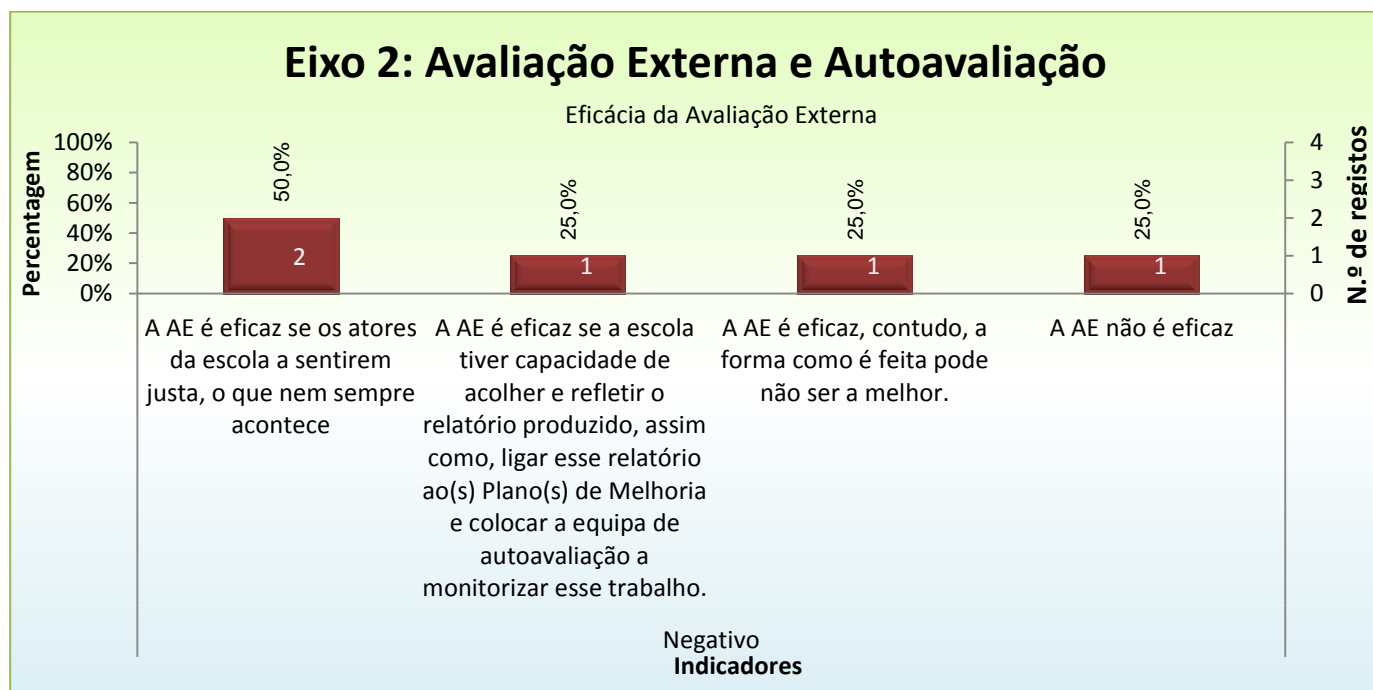 Eixo 2: Avaliação Externa e Autoavaliação
Eficácia da Avaliação Externa
Percentagem
100%
80%
60%
40%
20%
0%
50,0%
25,0%
25,0%
25,0%
2
1
1
1
4
3
2
1
0
N.º de registos
A AE é eficaz se os atores
da escola a sentirem
justa, o que nem sempre
acontece
A AE é eficaz se a escola
tiver capacidade de
acolher e refletir o
relatório produzido, assim
como, ligar esse relatório
ao(s) Plano(s) de Melhoria
e colocar a equipa de
autoavaliação a
monitorizar esse trabalho.
A AE é eficaz, contudo, a
forma como é feita pode
não ser a melhor.
A AE não é eficaz
Negativo
Indicadores